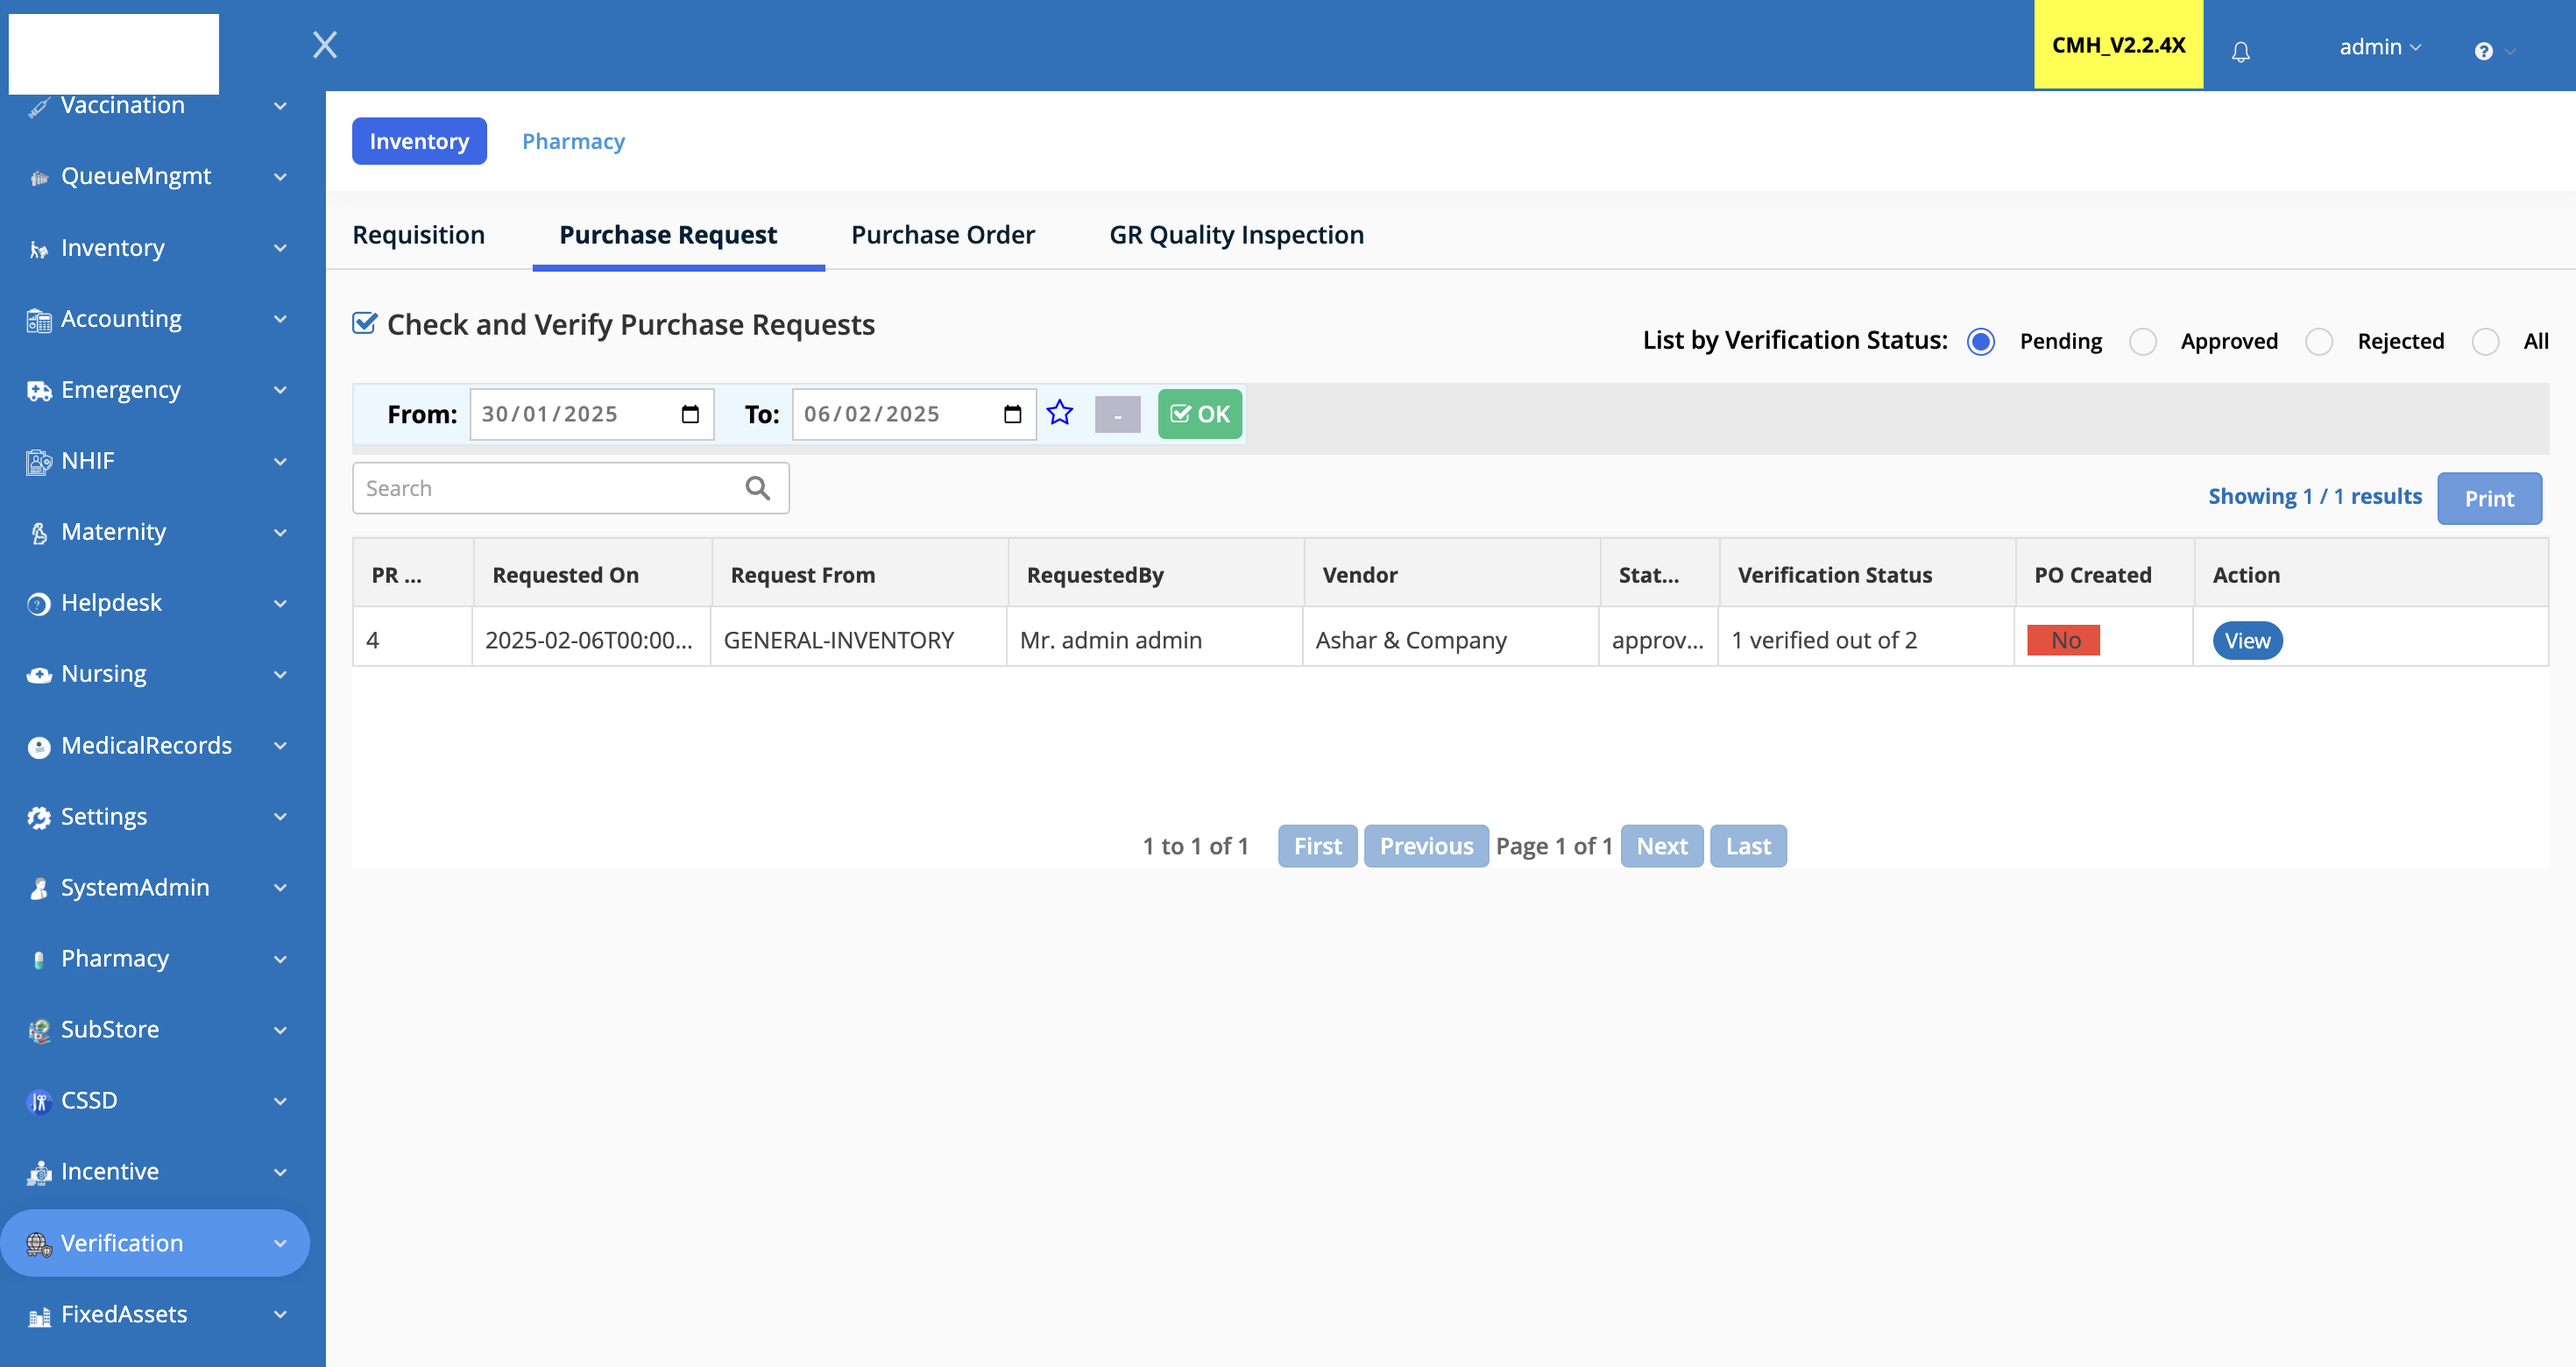 CMH_V2.2.4X
admin
Vaccination
QueueMngmt
Inventory
Accounting
Emergency
NHIF
Maternity
Helpdesk
Nursing
MedicalRecords
Settings
SystemAdmin
Pharmacy
SubStore
CSSD
Incentive
Verification
FixedAssets
Inventory Pharmacy
Requisition Purchase Request Purchase Order GR Quality Inspection
Check and Verify Purchase Requests
List by Verification Status: Pending Approved Rejected All
From: 30/01/2025 To: 06/02/2025 - OK
Search
Showing 1 / 1 results Print
PR ... Requested On Request From RequestedBy Vendor Stat... Verification Status PO Created Action
4 2025-02-06T00:00... GENERAL-INVENTORY Mr. admin admin Ashar & Company approv... 1 verified out of 2 No View
1 to 1 of 1 First Previous Page 1 of 1 Next Last